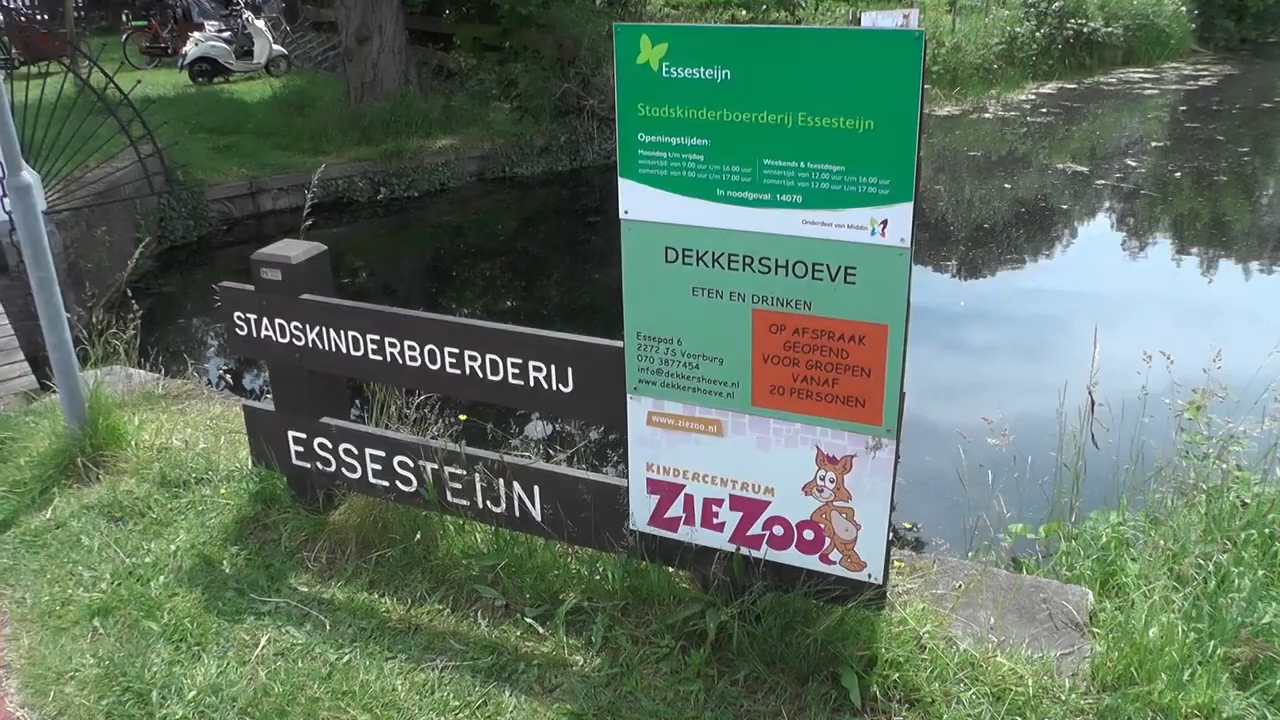 STADSKINDERBOERDERIJ
ESSESTEIJN
Essesteijn
Stadskinderboerderij Essesteijn
Openingstijden:
Maandag t/m vrijdag
wintertijd: van 9.00 uur t/m 16.00 uur
zomertijd: van 9.00 uur t/m 17.00 uur
Weekends & feestdagen
wintertijd: van 12.00 uur t/m 16.00 uur
zomertijd: van 12.00 uur t/m 17.00 uur
In noodgeval: 14070
Onderdeel van Middin
DEKKERSHOEVE
ETEN EN DRINKEN
Essepad 6
2272 JS Voorburg
070 3877454
info@dekkershoeve.nl
www.dekkershoeve.nl
OP AFSPRAAK
GEOPEND
VOOR GROEPEN
VANAF
20 PERSONEN
www.ziezoo.nl
KINDERCENTRUM
ZIEZOO